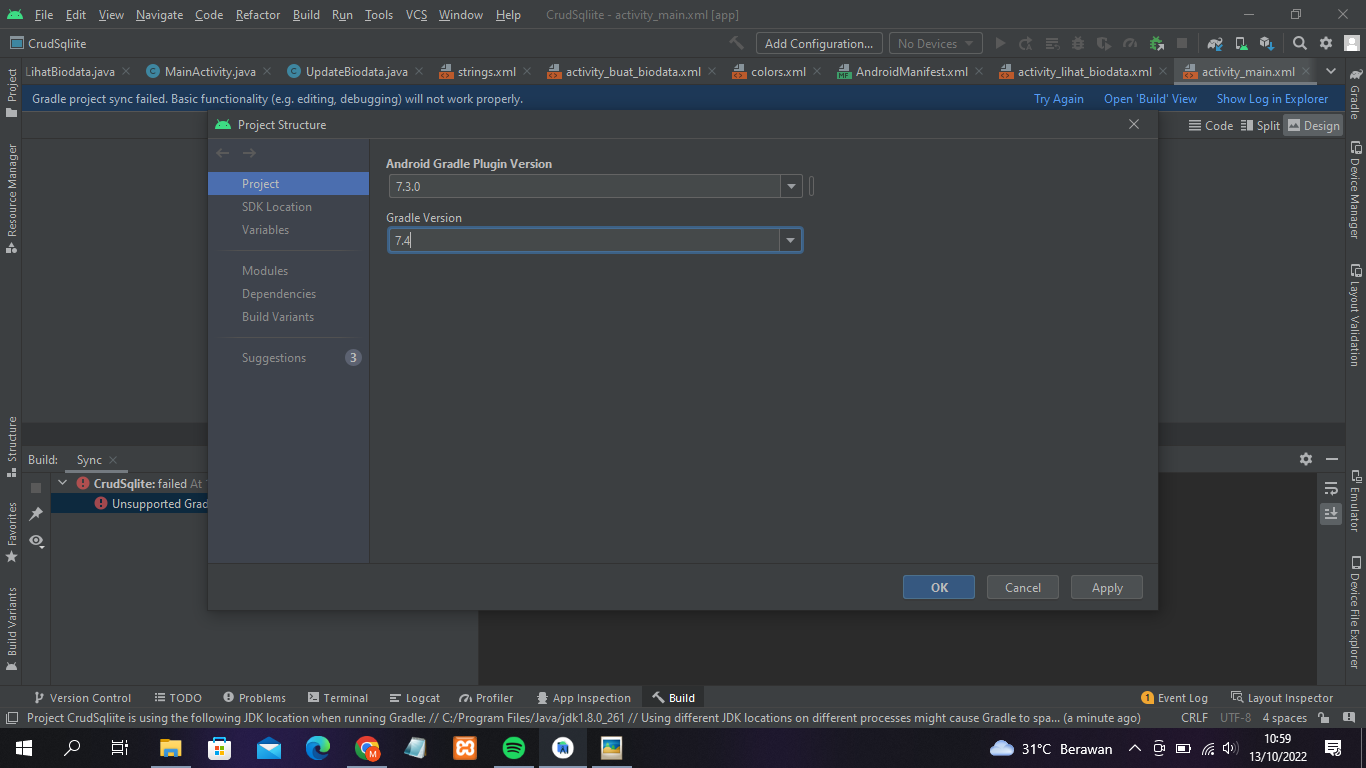 File Edit View Navigate Code Refactor Build Run Tools VCS Window Help CrudSqliite - activity_main.xml [app]
CrudSqliite Add Configuration... No Devices
LihatBiodata.java MainActivity.java UpdateBiodata.java strings.xml activity_buat_biodata.xml colors.xml AndroidManifest.xml activity_lihat_biodata.xml activity_main.xml
Gradle project sync failed. Basic functionality (e.g. editing, debugging) will not work properly. Try Again Open 'Build' View Show Log in Explorer
Code Split Design
Project
Resource Manager
Structure
Favorites
Build Variants
Project Structure
Project
SDK Location
Variables
Modules
Dependencies
Build Variants
Suggestions 3
Android Gradle Plugin Version
7.3.0
Gradle Version
7.4
OK Cancel Apply
Gradle
Device Manager
Layout Validation
Emulator
Device File Explorer
Build: Sync
CrudSqlite: failed At
Unsupported Grad
Version Control TODO Problems Terminal Logcat Profiler App Inspection Build 1 Event Log Layout Inspector
Project CrudSqliite is using the following JDK location when running Gradle: // C:/Program Files/Java/jdk1.8.0_261 // Using different JDK locations on different processes might cause Gradle to spa... (a minute ago) CRLF UTF-8 4 spaces
31°C Berawan 10:59
13/10/2022